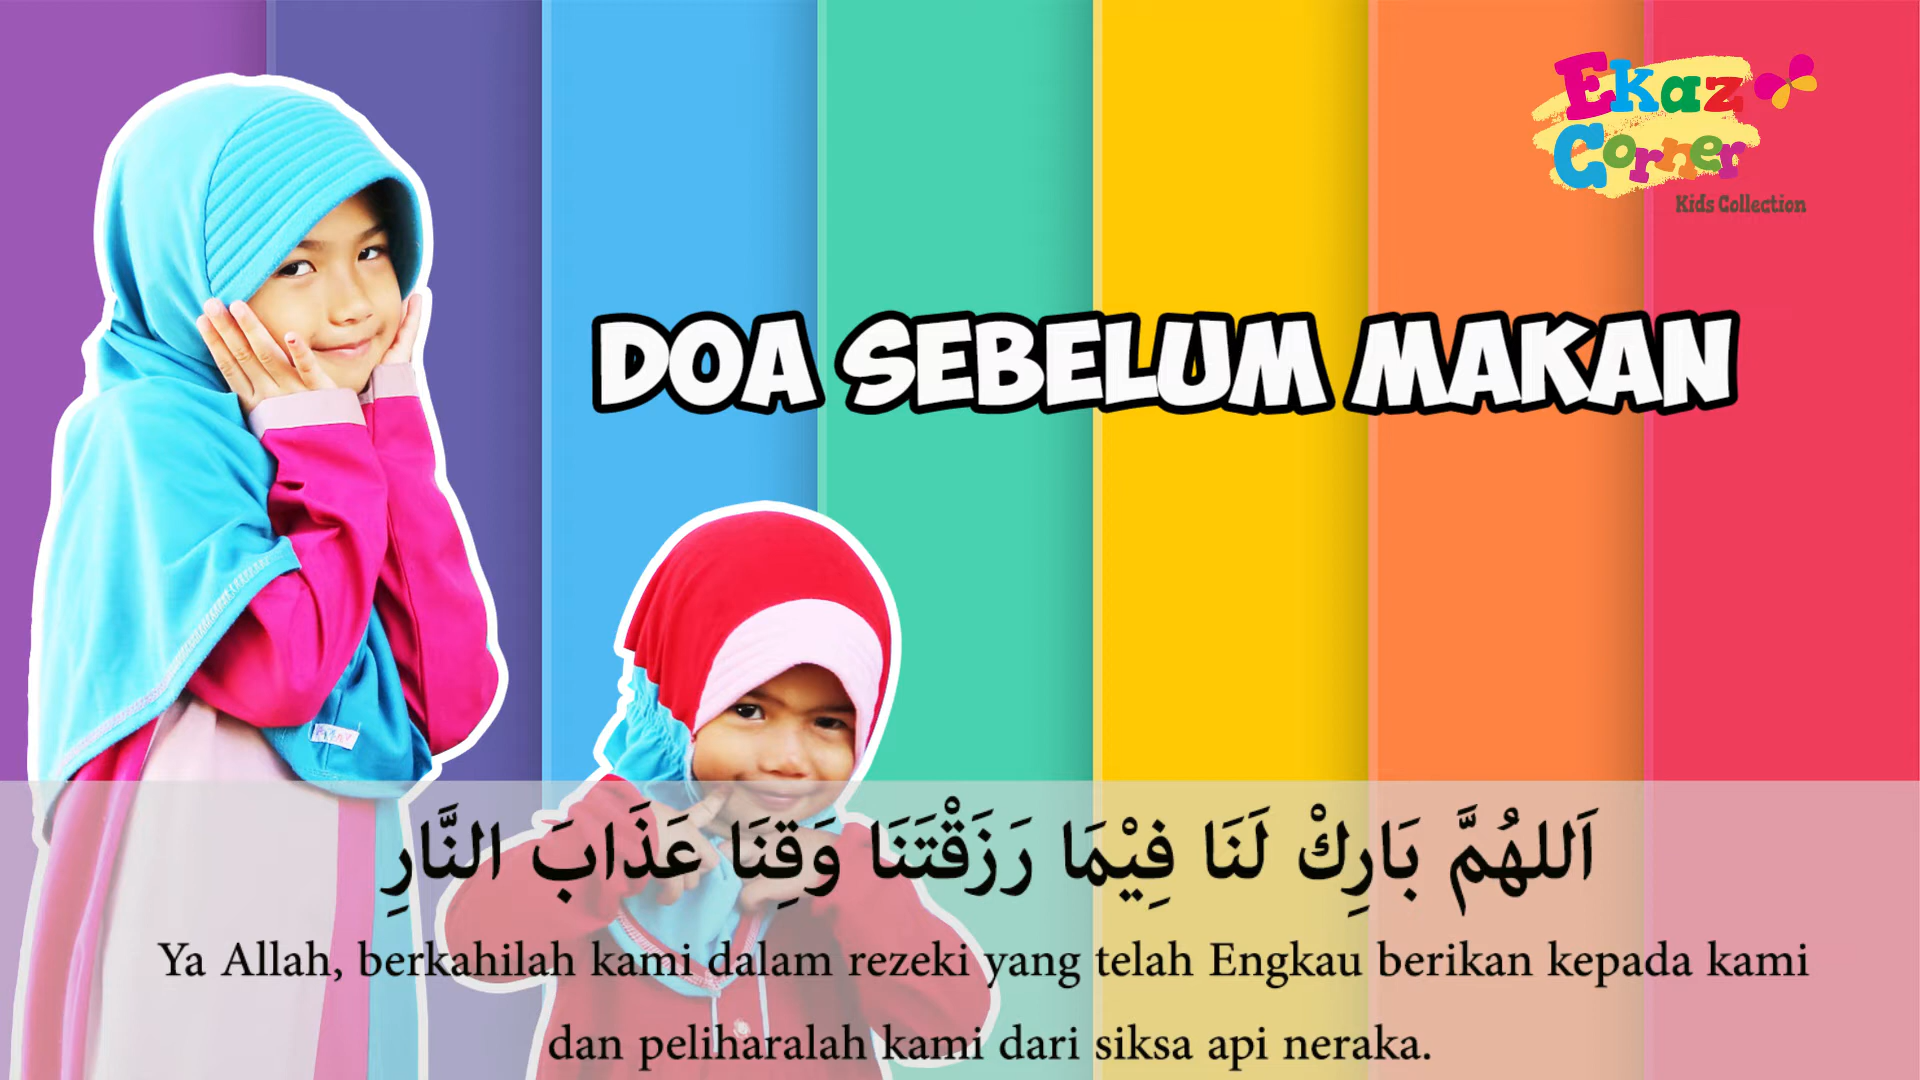 Ekaz
Corner
Kids Collection
DOA SEBELUM MAKAN
اَللهُمَّ بَارِكْ لَنَا فِيْمَا رَزَقْتَنَا وَقِنَا عَذَابَ النَّارِ
Ya Allah, berkahilah kami dalam rezeki yang telah Engkau berikan kepada kami
dan peliharalah kami dari siksa api neraka.